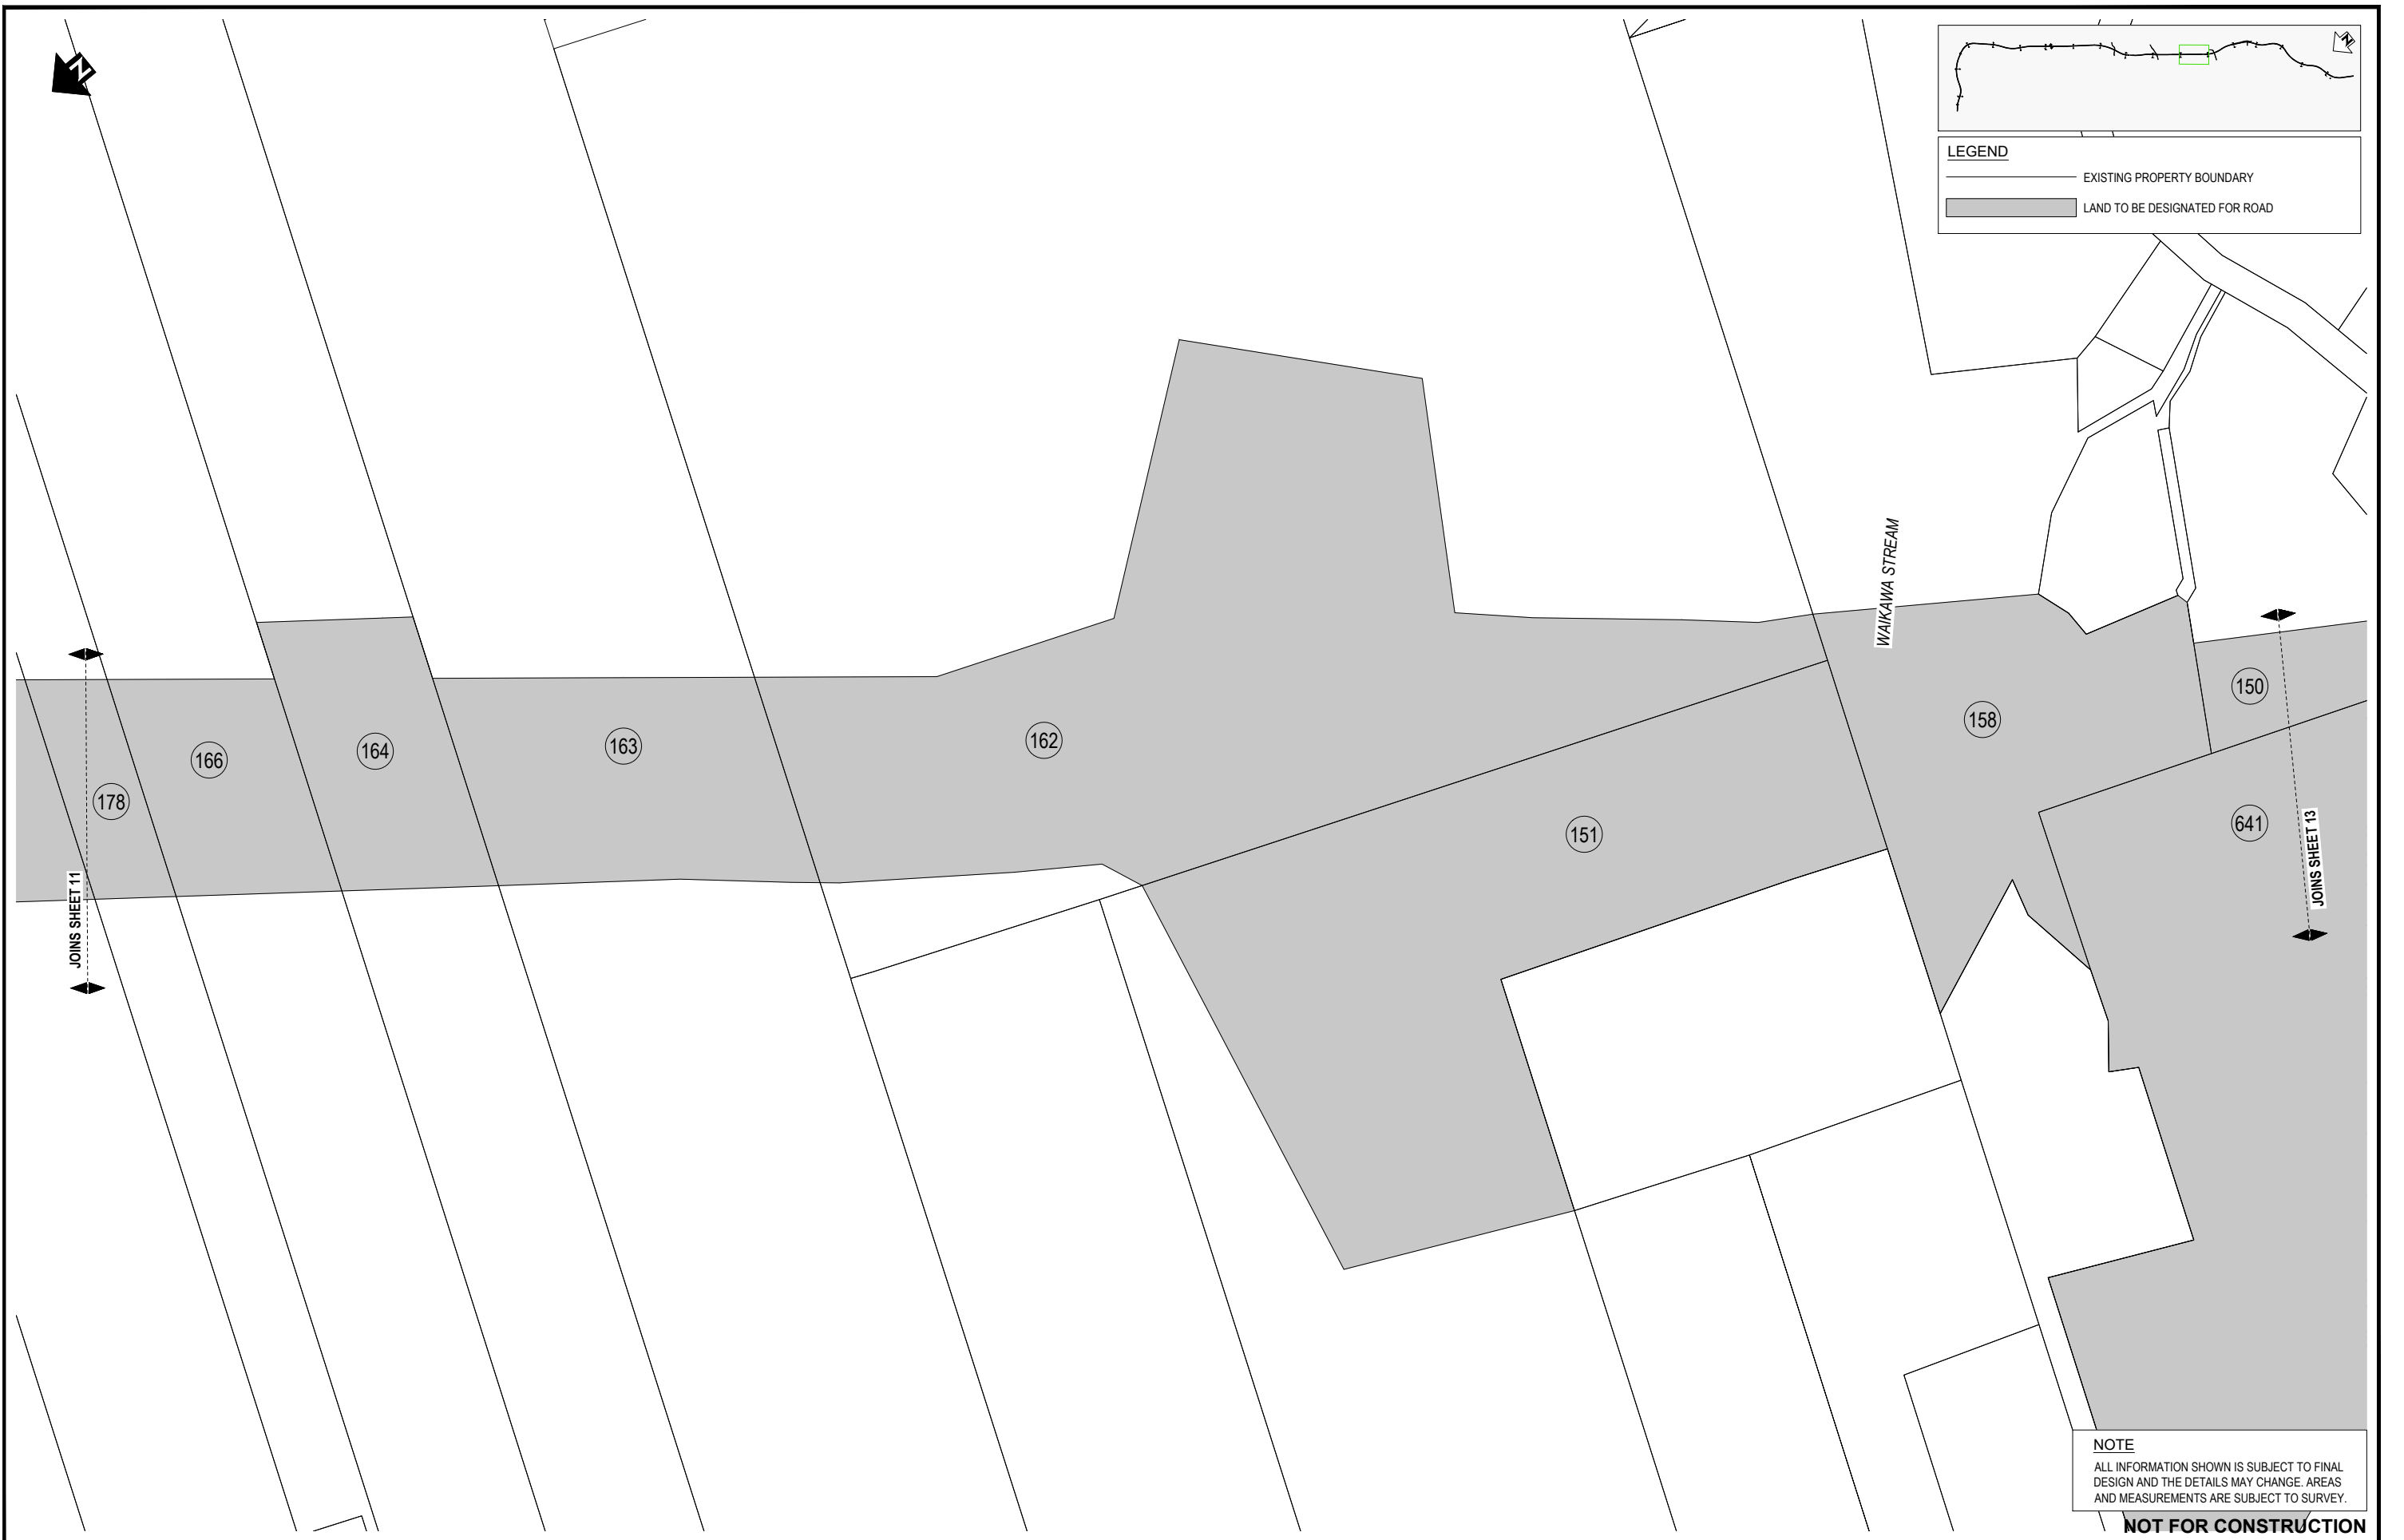 N
N
LEGEND
EXISTING PROPERTY BOUNDARY
LAND TO BE DESIGNATED FOR ROAD
WAIKAWA STREAM
150
158
162
163
164
166
178
151
641
JOINS SHEET 11
JOINS SHEET 13
NOTE
ALL INFORMATION SHOWN IS SUBJECT TO FINAL
DESIGN AND THE DETAILS MAY CHANGE. AREAS
AND MEASUREMENTS ARE SUBJECT TO SURVEY.
NOT FOR CONSTRUCTION